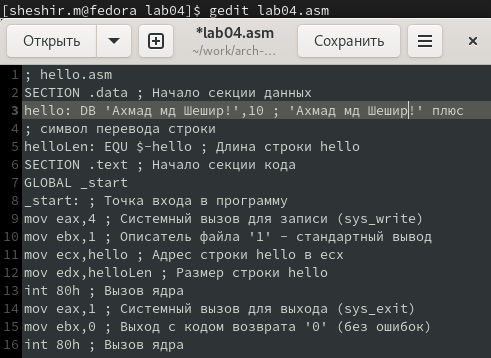 [sheshir.m@fedora lab04]$ gedit lab04.asm
Открыть
*lab04.asm
~/work/arch-...
Сохранить
1 ; hello.asm
2 SECTION .data ; Начало секции данных
3 hello: DB 'Ахмад мд Шешир!',10 ; 'Ахмад мд Шешир!' плюс
4 ; символ перевода строки
5 helloLen: EQU $-hello ; Длина строки hello
6 SECTION .text ; Начало секции кода
7 GLOBAL _start
8 _start: ; Точка входа в программу
9 mov eax,4 ; Системный вызов для записи (sys_write)
10 mov ebx,1 ; Описатель файла '1' - стандартный вывод
11 mov ecx,hello ; Адрес строки hello в ecx
12 mov edx,helloLen ; Размер строки hello
13 int 80h ; Вызов ядра
14 mov eax,1 ; Системный вызов для выхода (sys_exit)
15 mov ebx,0 ; Выход с кодом возврата '0' (без ошибок)
16 int 80h ; Вызов ядра